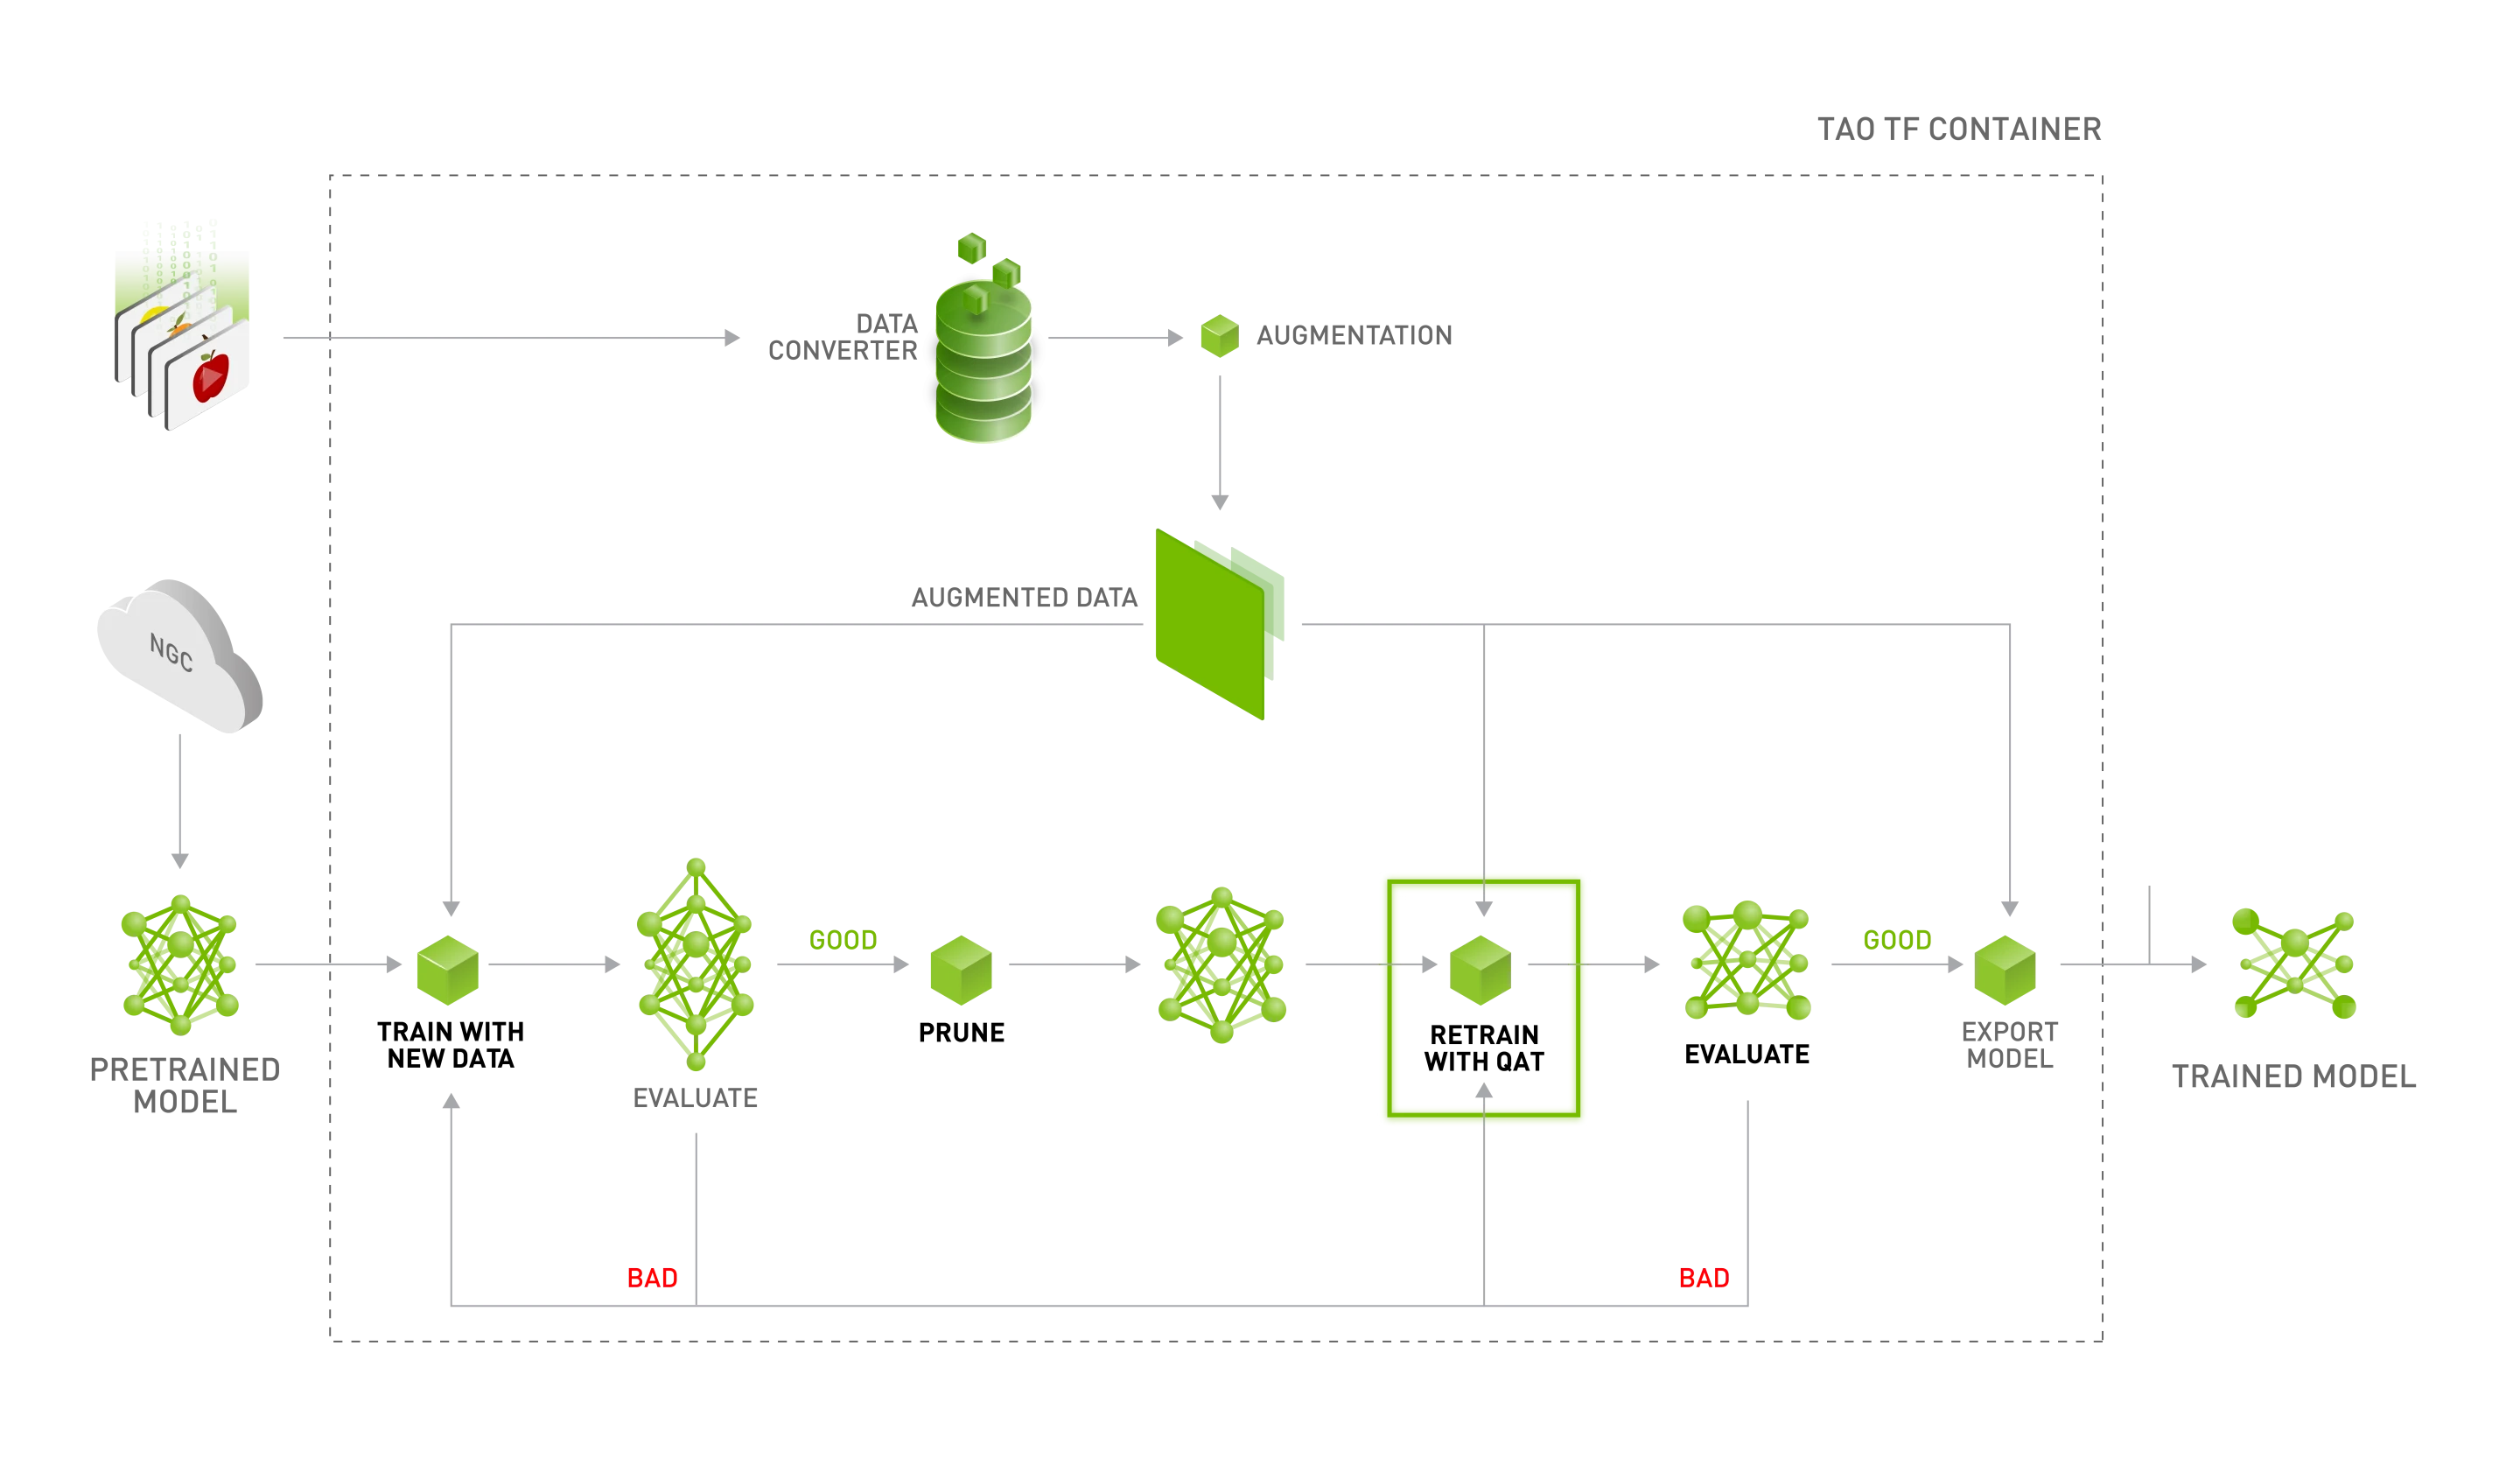 TAO TF CONTAINER
DATA
CONVERTER
AUGMENTATION
AUGMENTED DATA
NGC
GOOD
GOOD
TRAIN WITH
NEW DATA
PRUNE
RETRAIN
WITH QAT
EVALUATE
EXPORT
MODEL
PRETRAINED
MODEL
EVALUATE
TRAINED MODEL
BAD
BAD